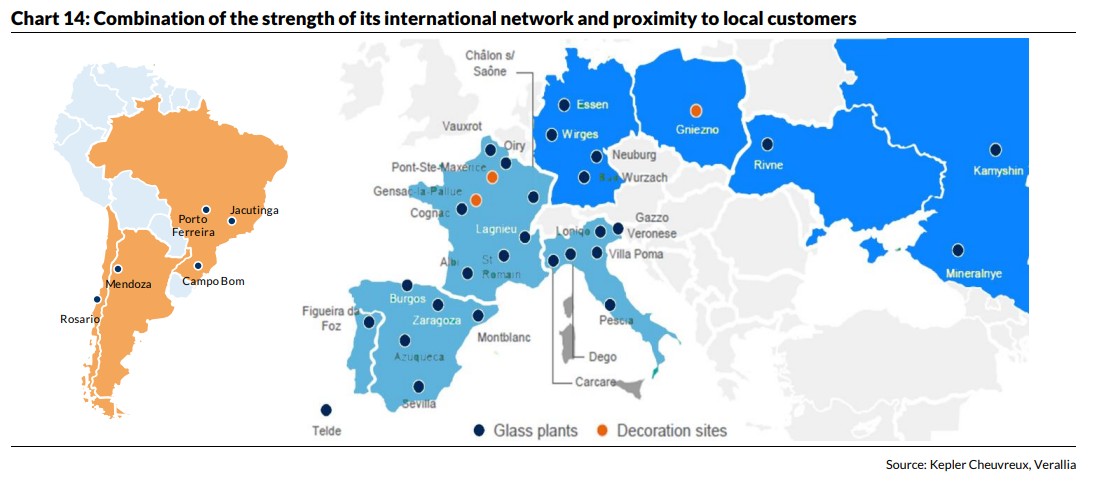 Chart 14: Combination of the strength of its international network and proximity to local customers
Châlon s/
Saône
Essen
Vauxrot
Wirges
Gniezno
Oiry
Neuburg
Rivne
Pont-Ste-Maxence
Kamyshin
Wurzach
Gensac-la-Pallue
Cognac
Jacutinga
Porto
Ferreira
Gazzo
Veronese
Lagnieu
Lonigo
Villa Poma
St
Romain
Albi
Mineralnye
Campo Bom
Mendoza
Burgos
Figueira da
Foz
Rosario
Zaragoza
Pescia
Montblanc
Azuqueca
Dego
Carcare
Sevilla
Telde
Glass plants
Decoration sites
Source: Kepler Cheuvreux, Verallia